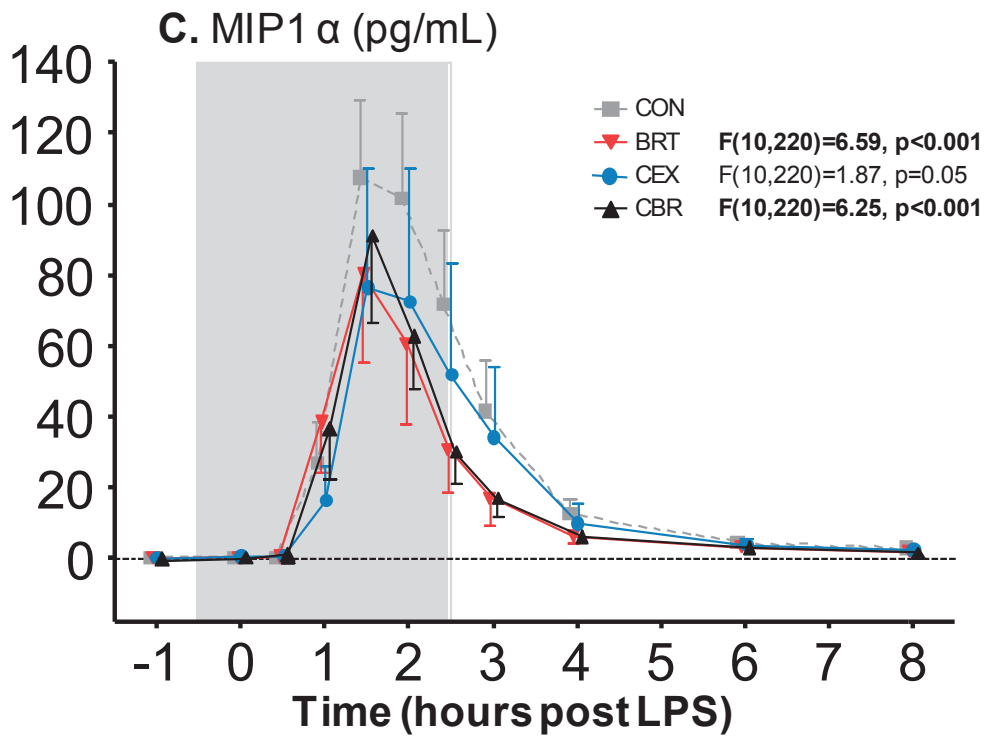 C. MIP1 α (pg/mL)
140
120
100
80
60
40
20
0
CON
BRT F(10,220)=6.59, p<0.001
CEX F(10,220)=1.87, p=0.05
CBR F(10,220)=6.25, p<0.001
-1 0 1 2 3 4 5 6 7 8
Time (hours post LPS)